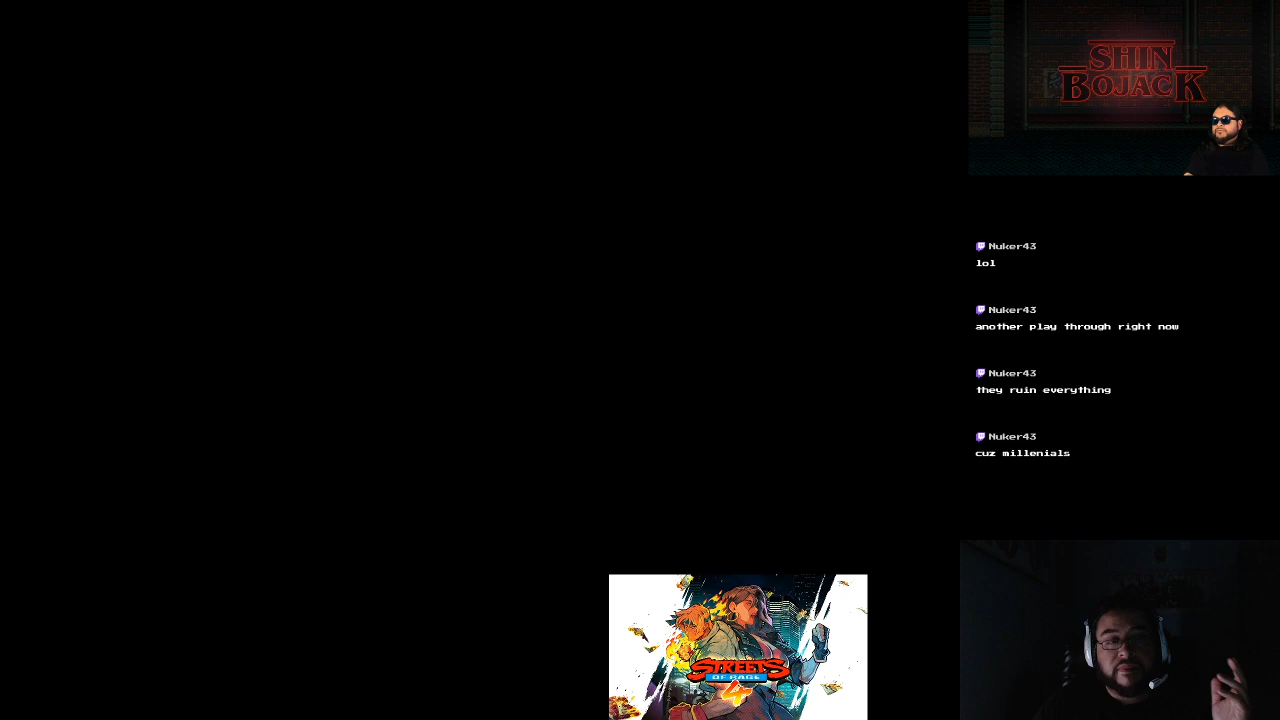 SHIN
BOJACK
Nuker43
lol
Nuker43
another play through right now
Nuker43
they ruin everything
Nuker43
cuz millenials
STREETS
OF RAGE
4